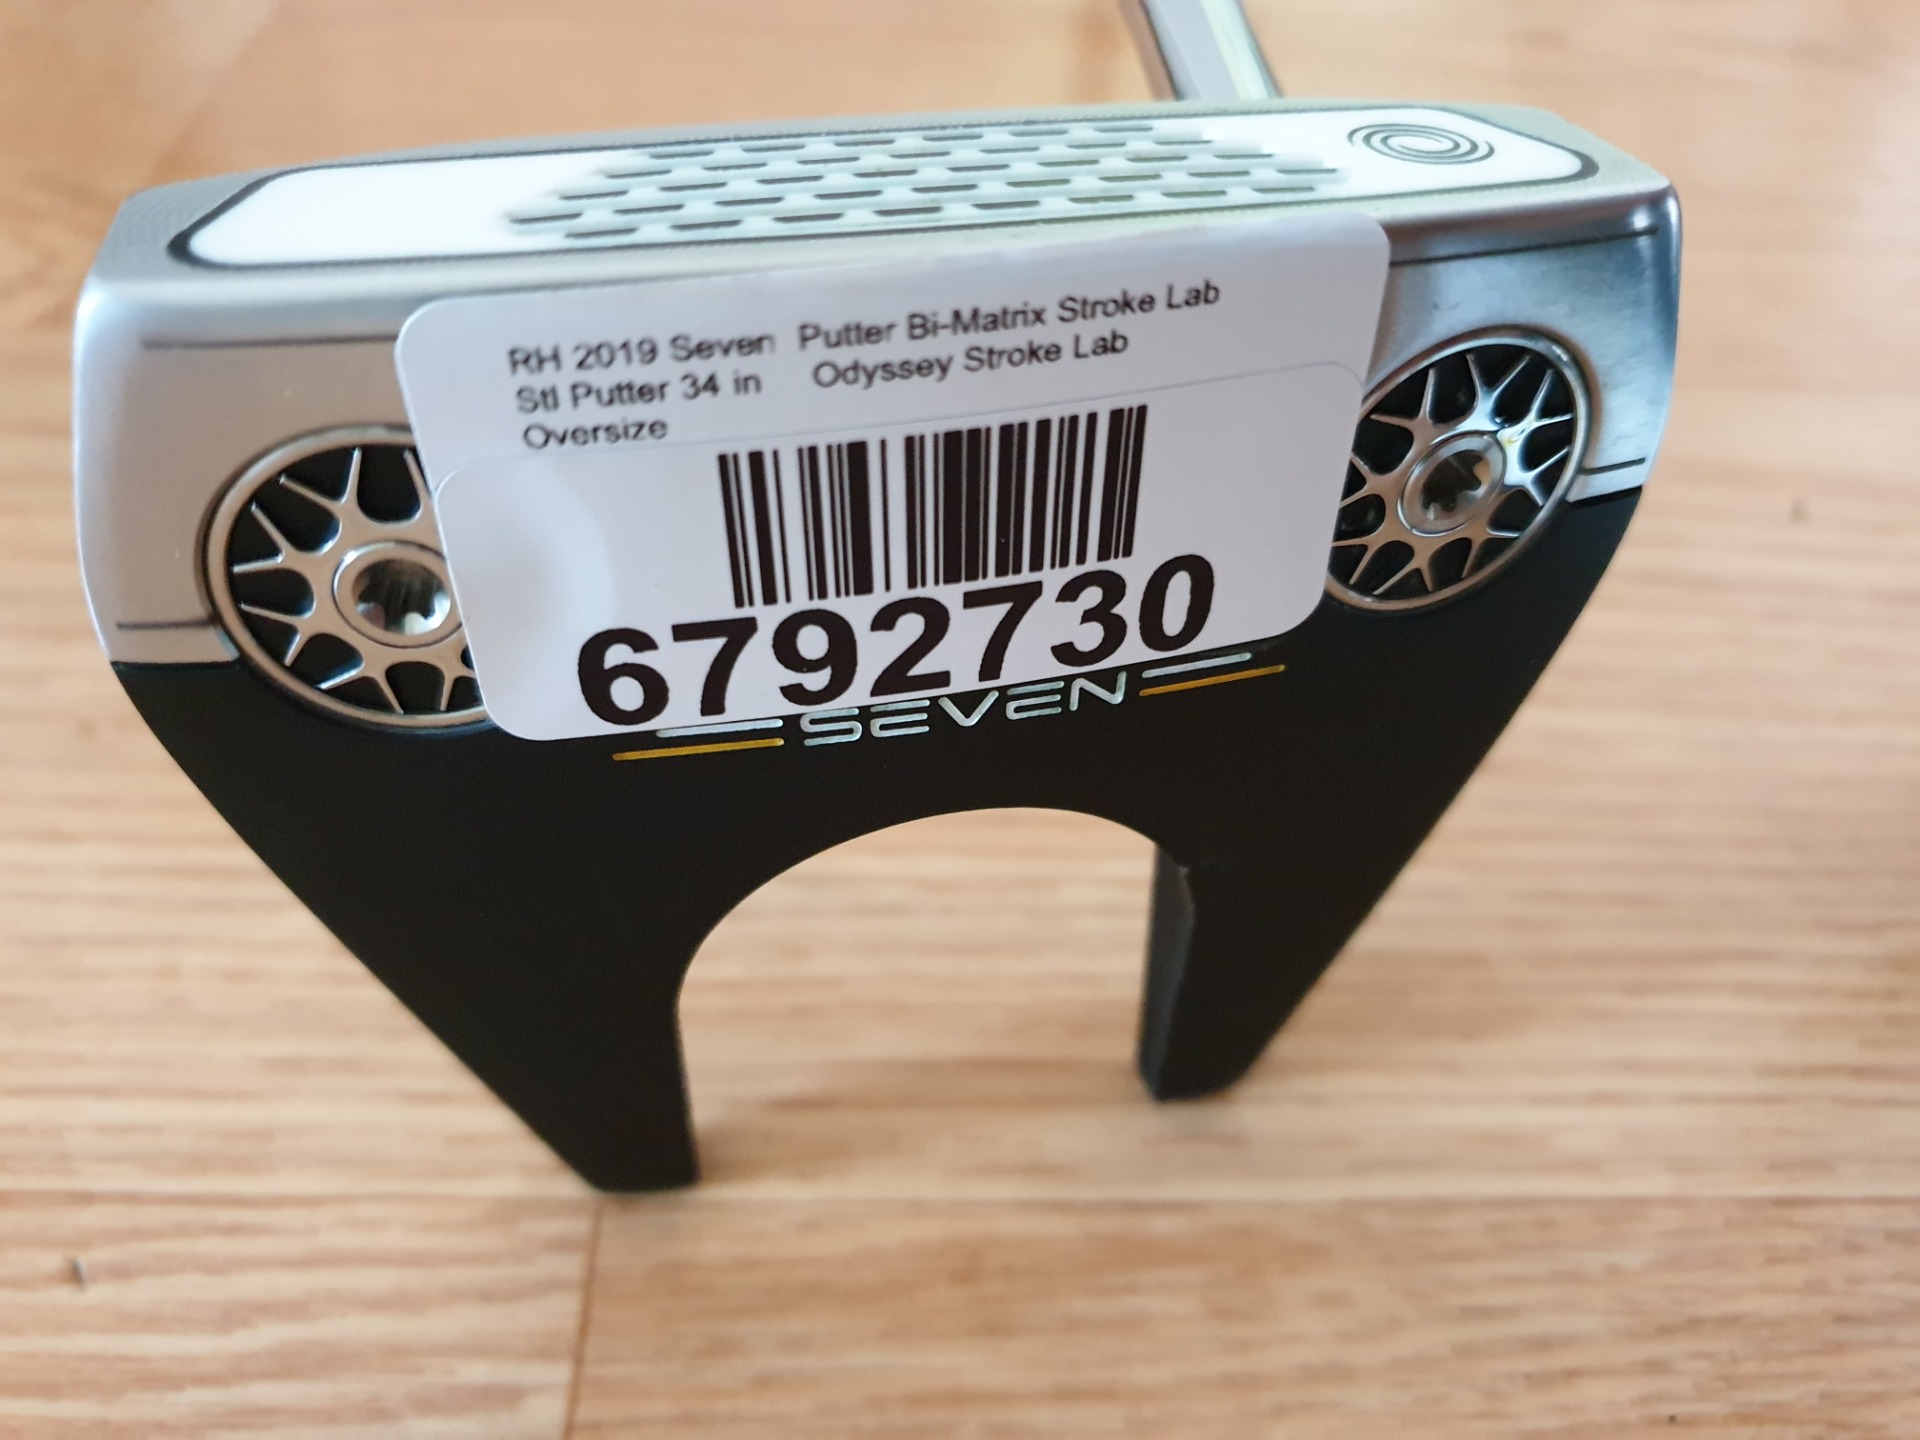 RH 2019 Seven Putter Bi-Matrix Stroke Lab
Stl Putter 34 in Odyssey Stroke Lab
Oversize
6792730
SEVEN